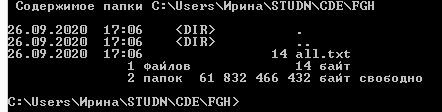 Содержимое папки C:\Users\Ирина\STUDN\CDE\FGH
26.09.2020  17:06    <DIR>          .
26.09.2020  17:06    <DIR>          ..
26.09.2020  17:06                14 all.txt
1 файлов             14 байт
2 папок  61 832 466 432 байт свободно
C:\Users\Ирина\STUDN\CDE\FGH>